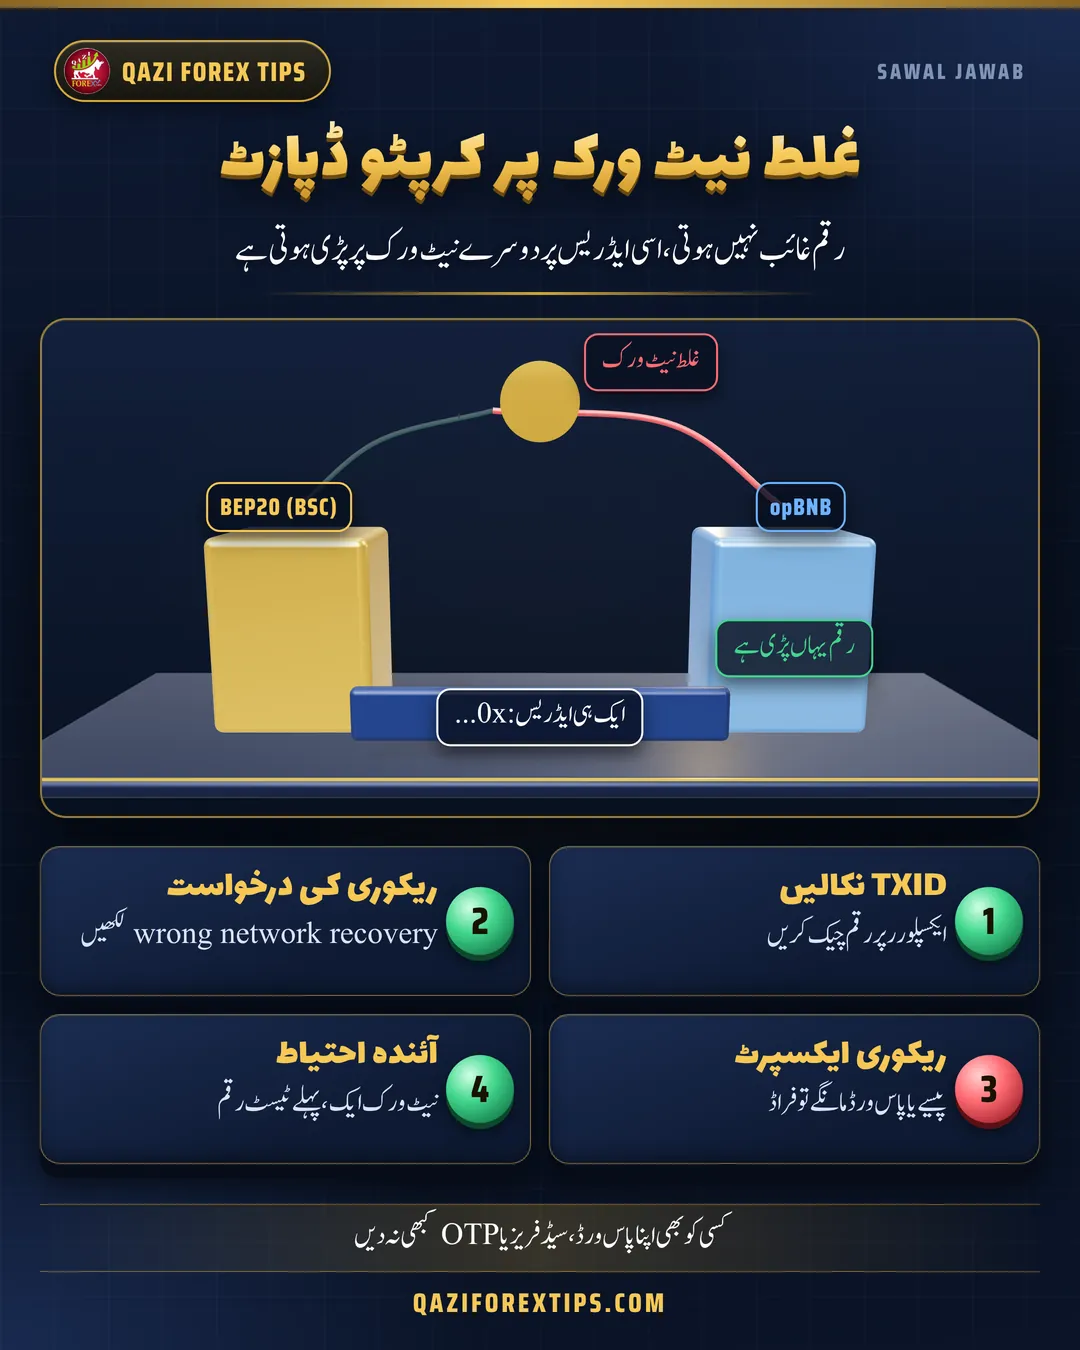 QAZI FOREX TIPS
SAWAL JAWAB
غلط نیٹ ورک پر کرپٹو ڈپازٹ
رقم غائب نہیں ہوتی، اسی ایڈریس پر دوسرے نیٹ ورک پر پڑی ہوتی ہے
غلط نیٹ ورک
BEP20 (BSC)
opBNB
رقم یہاں پڑی ہے
ایک ہی ایڈریس: 0x...
1
TXID نکالیں
ایکسپلورر پر رقم چیک کریں
2
ریکوری کی درخواست
wrong network recovery لکھیں
3
ریکوری ایکسپرٹ
پیسے یا پاس ورڈ مانگے تو فراڈ
4
آئندہ احتیاط
نیٹ ورک ایک، پہلے ٹیسٹ رقم
کسی کو بھی اپنا پاس ورڈ، سیڈ فریز یا OTP کبھی نہ دیں
QAZIFOREXTIPS.COM